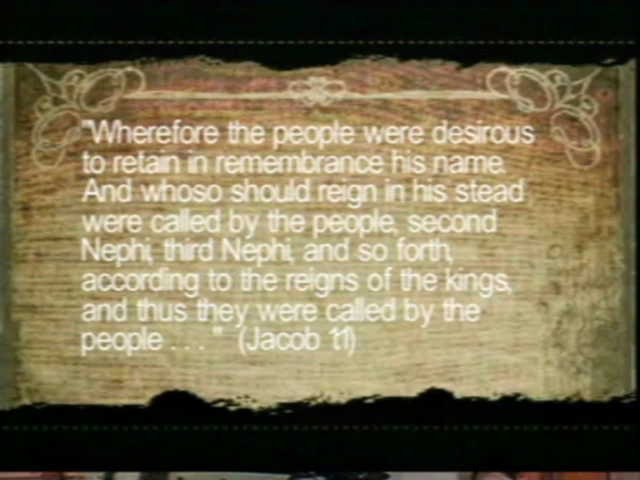 "Wherefore the people were desirous
to retain in remembrance his name.
And whoso should reign in his stead
were called by the people, second
Nephi, third Nephi, and so forth,
according to the reigns of the kings,
and thus they were called by the
people . . . " (Jacob 11)